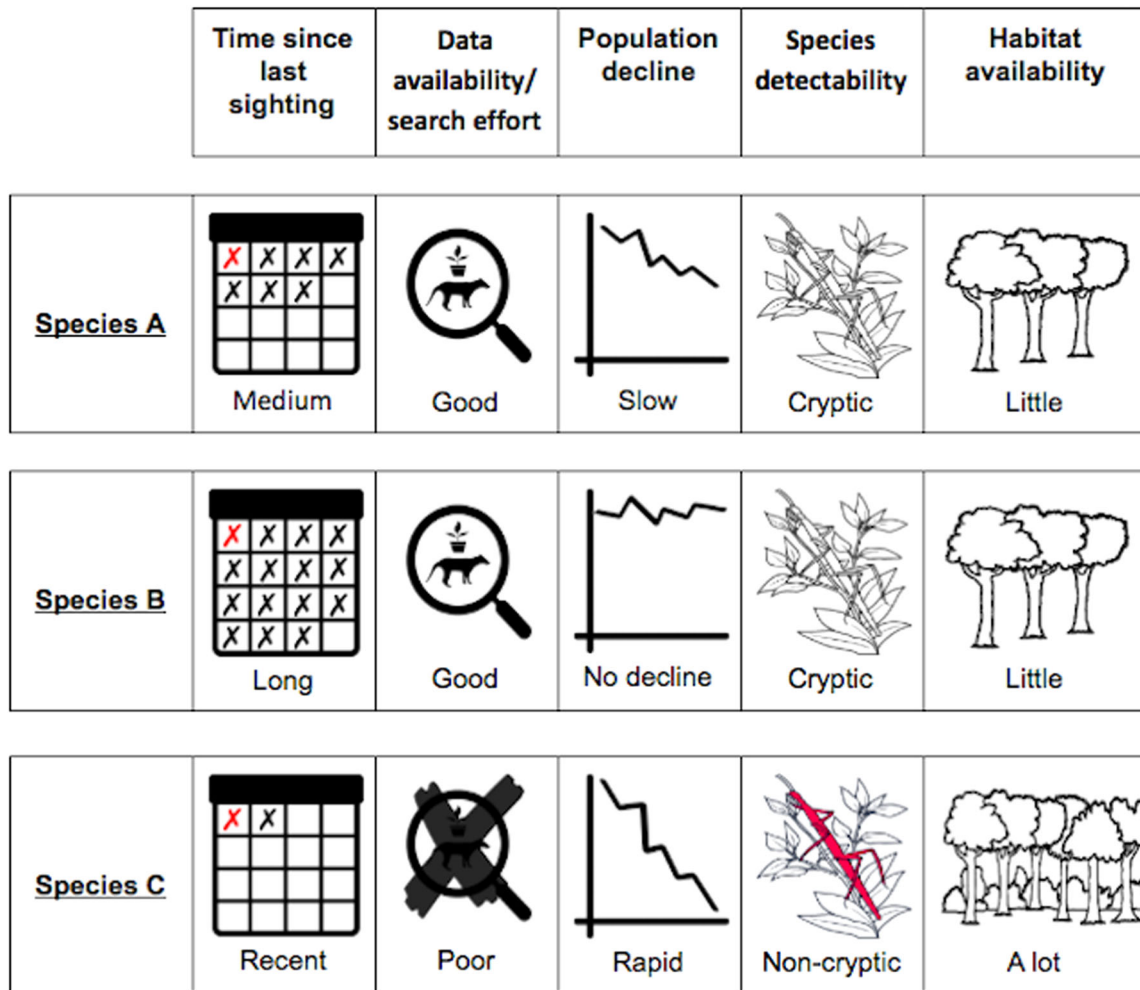 Time since
last
sighting
Data
availability/
search effort
Population
decline
Species
detectability
Habitat
availability
Species A
Medium
Good
Slow
Cryptic
Little
Species B
Long
Good
No decline
Cryptic
Little
Species C
Recent
Poor
Rapid
Non-cryptic
A lot